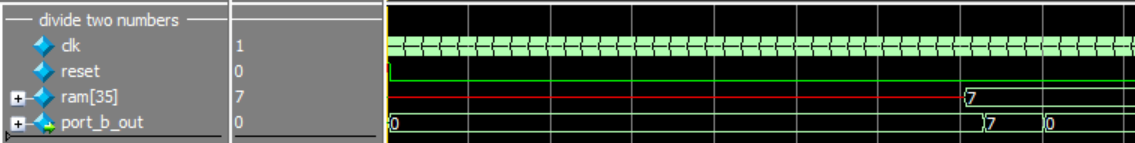 divide two numbers
clk 1
reset 0
ram[35] 7 7
port_b_out 0 0 7 0